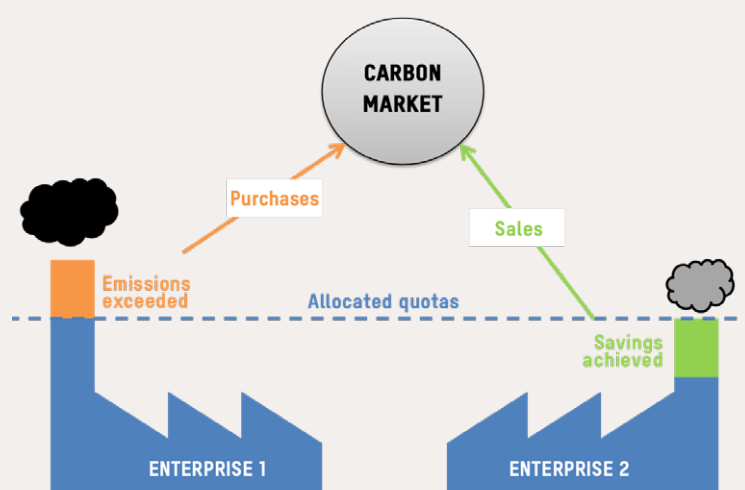 CARBON
MARKET
Purchases
Sales
Emissions
exceeded
Allocated quotas
Savings
achieved
ENTERPRISE 1
ENTERPRISE 2